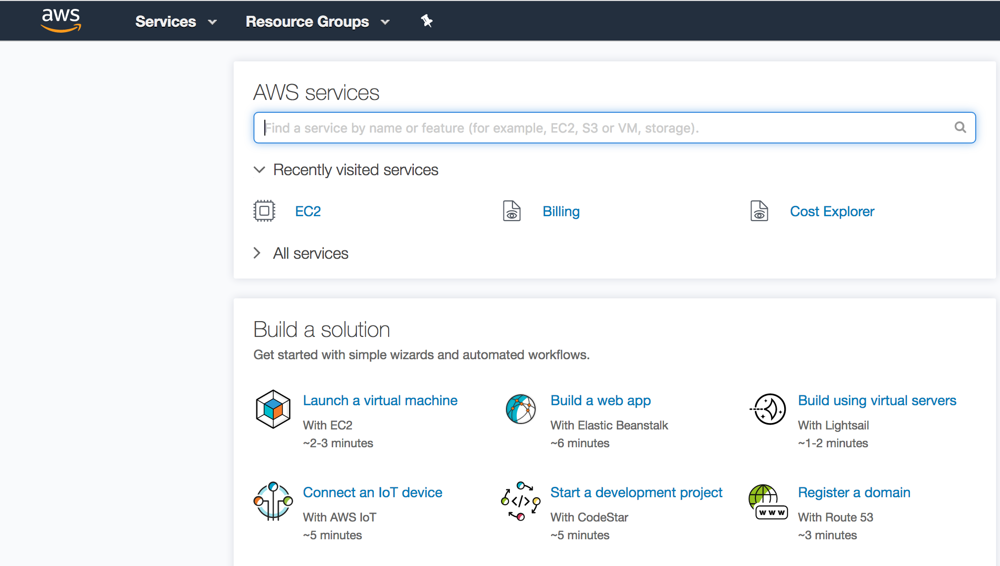 aws
Services
Resource Groups
AWS services
Find a service by name or feature (for example, EC2, S3 or VM, storage).
Recently visited services
EC2
Billing
Cost Explorer
All services
Build a solution
Get started with simple wizards and automated workflows.
Launch a virtual machine
With EC2
~2-3 minutes
Build a web app
With Elastic Beanstalk
~6 minutes
Build using virtual servers
With Lightsail
~1-2 minutes
Connect an IoT device
With AWS IoT
~5 minutes
</>
Start a development project
With CodeStar
~5 minutes
www
Register a domain
With Route 53
~3 minutes